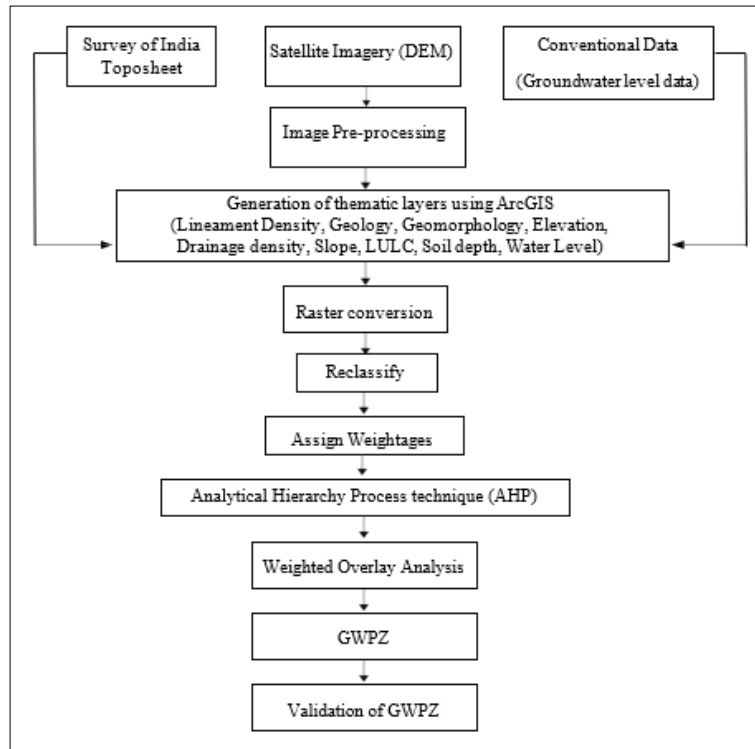 Survey of India
Toposheet
Satellite Imagery (DEM)
Conventional Data
(Groundwater level data)
Image Pre-processing
Generation of thematic layers using ArcGIS
(Lineament Density, Geology, Geomorphology, Elevation,
Drainage density, Slope, LULC, Soil depth, Water Level)
Raster conversion
Reclassify
Assign Weightages
Analytical Hierarchy Process technique (AHP)
Weighted Overlay Analysis
GWPZ
Validation of GWPZ